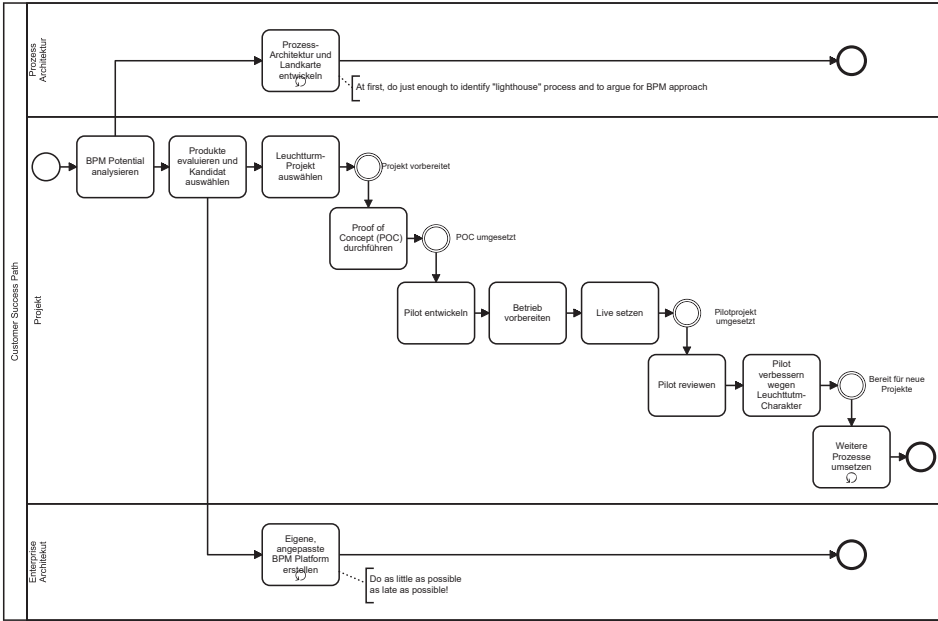 Customer Success Path
Prozess
Architektur
Prozess-
Architektur und
Landkarte
entwickeln
At first, do just enough to identify "lighthouse" process and to argue for BPM approach
Projekt
BPM Potential
analysieren
Produkte
evaluieren und
Kandidat
auswählen
Leuchtturm-
Projekt
auswählen
Projekt vorbereitet
Proof of
Concept (POC)
durchführen
POC umgesetzt
Pilot entwickeln
Betrieb
vorbereiten
Live setzen
Pilotprojekt
umgesetzt
Pilot reviewen
Pilot
verbessern
wegen
Leuchttutm-
Charakter
Bereit für neue
Projekte
Weitere
Prozesse
umsetzen
Enterprise
Architekut
Eigene,
angepasste
BPM Platform
erstellen
Do as little as possible
as late as possible!